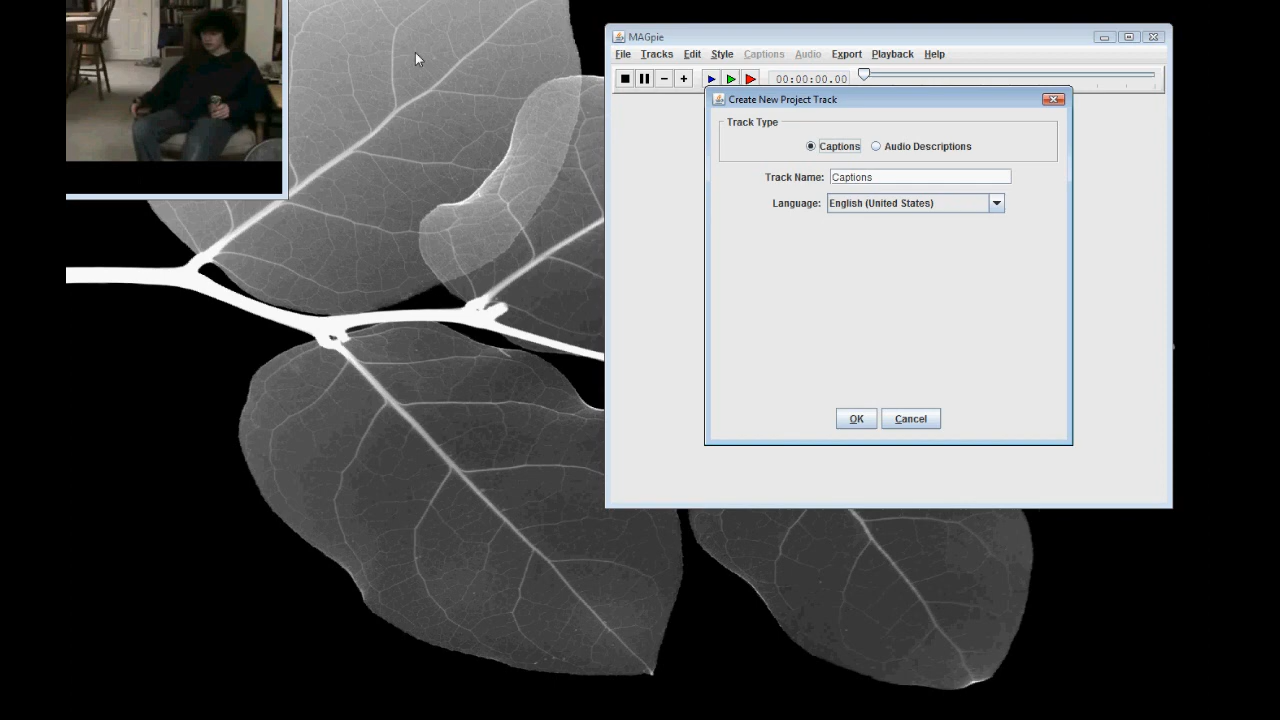 MAGpie
File Tracks Edit Style Captions Audio Export Playback Help
00:00:00.00
Create New Project Track
Track Type
Captions Audio Descriptions
Track Name: Captions
Language: English (United States)
OK Cancel